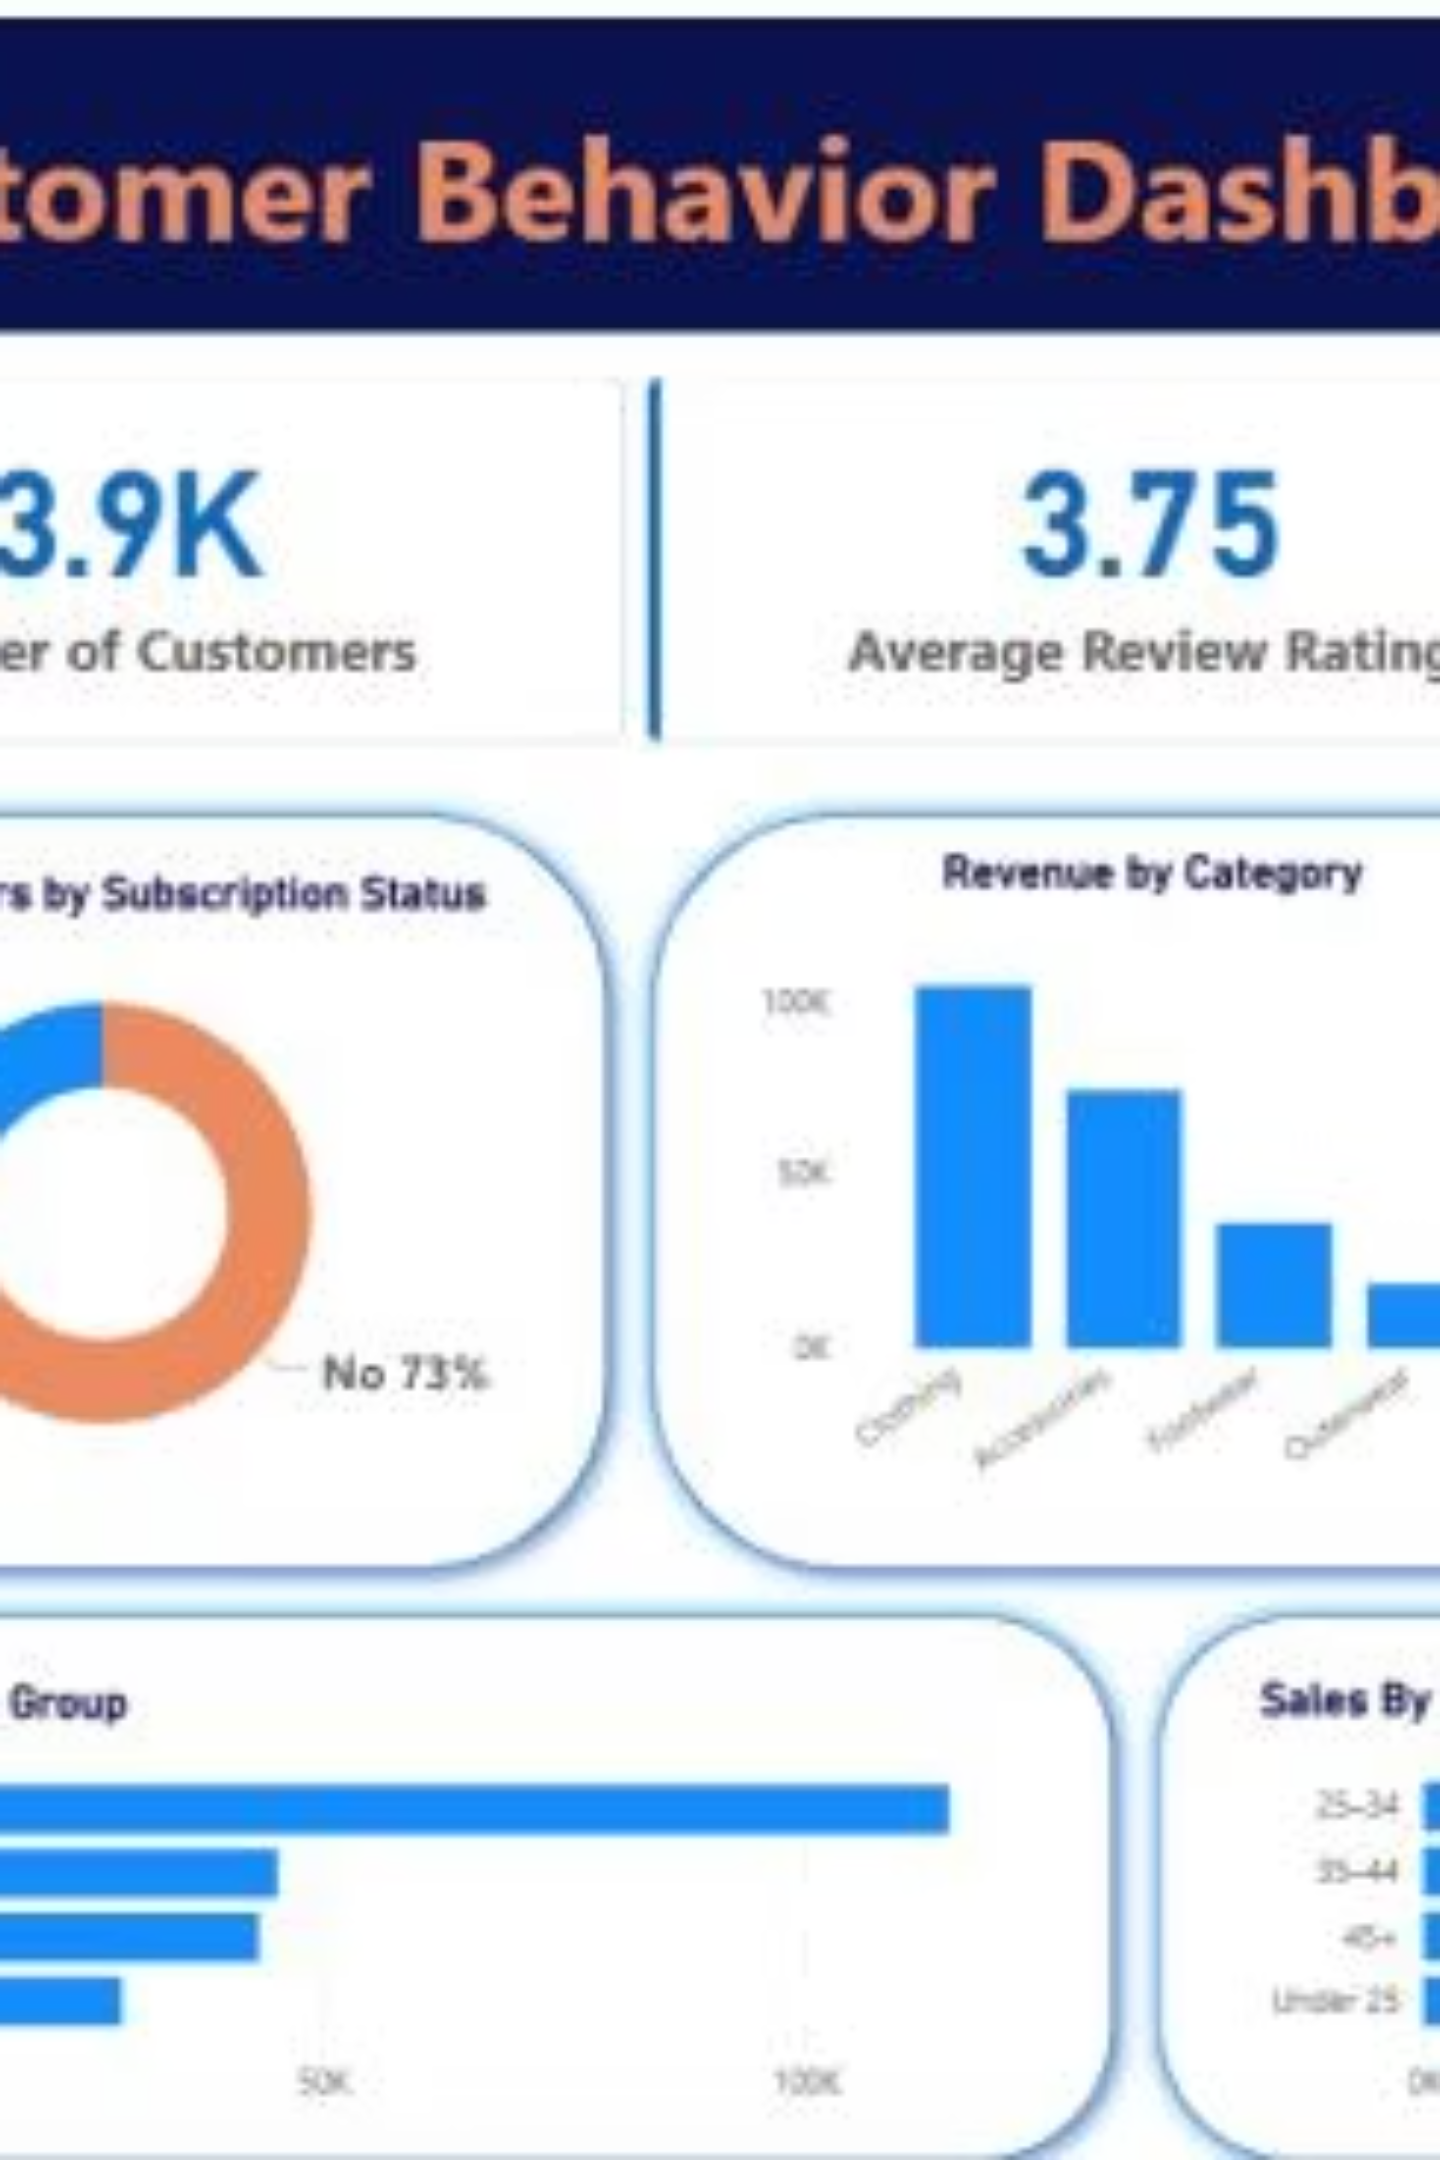 tomer Behavior Dashb
3.9K
er of Customers
3.75
Average Review Rating
rs by Subscription Status
No 73%
Revenue by Category
100K
50K
0K
Clothing
Accessories
Footwear
Outerwear
Group
50K
100K
Sales By
25-34
35-44
45+
Under 25
0K